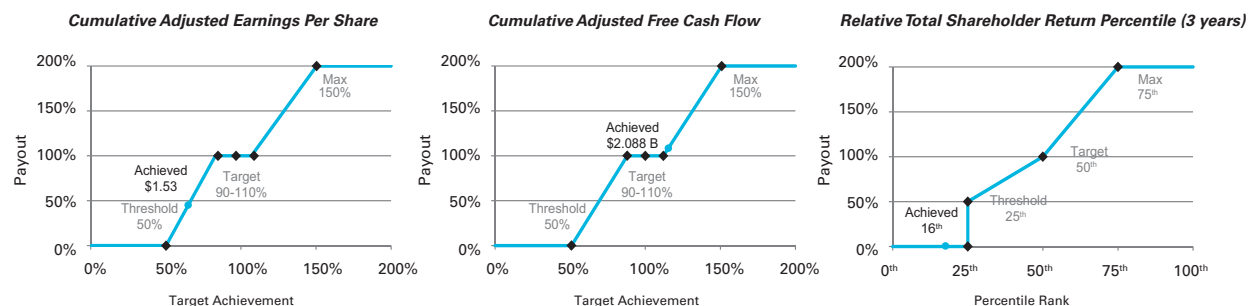 Cumulative Adjusted Earnings Per Share
200%
150%
100%
50%
0%
Payout
Max
150%
Achieved
$1.53
Target
90-110%
Threshold
50%
0%
50%
100%
150%
200%
Target Achievement
Cumulative Adjusted Free Cash Flow
200%
150%
100%
50%
0%
Payout
Max
150%
Achieved
$2.088 B
Target
90-110%
Threshold
50%
0%
50%
100%
150%
200%
Target Achievement
Relative Total Shareholder Return Percentile (3 years)
200%
150%
100%
50%
0%
Payout
Max
75th
Target
50th
Threshold
25th
Achieved
16th
0th
25th
50th
75th
100th
Percentile Rank